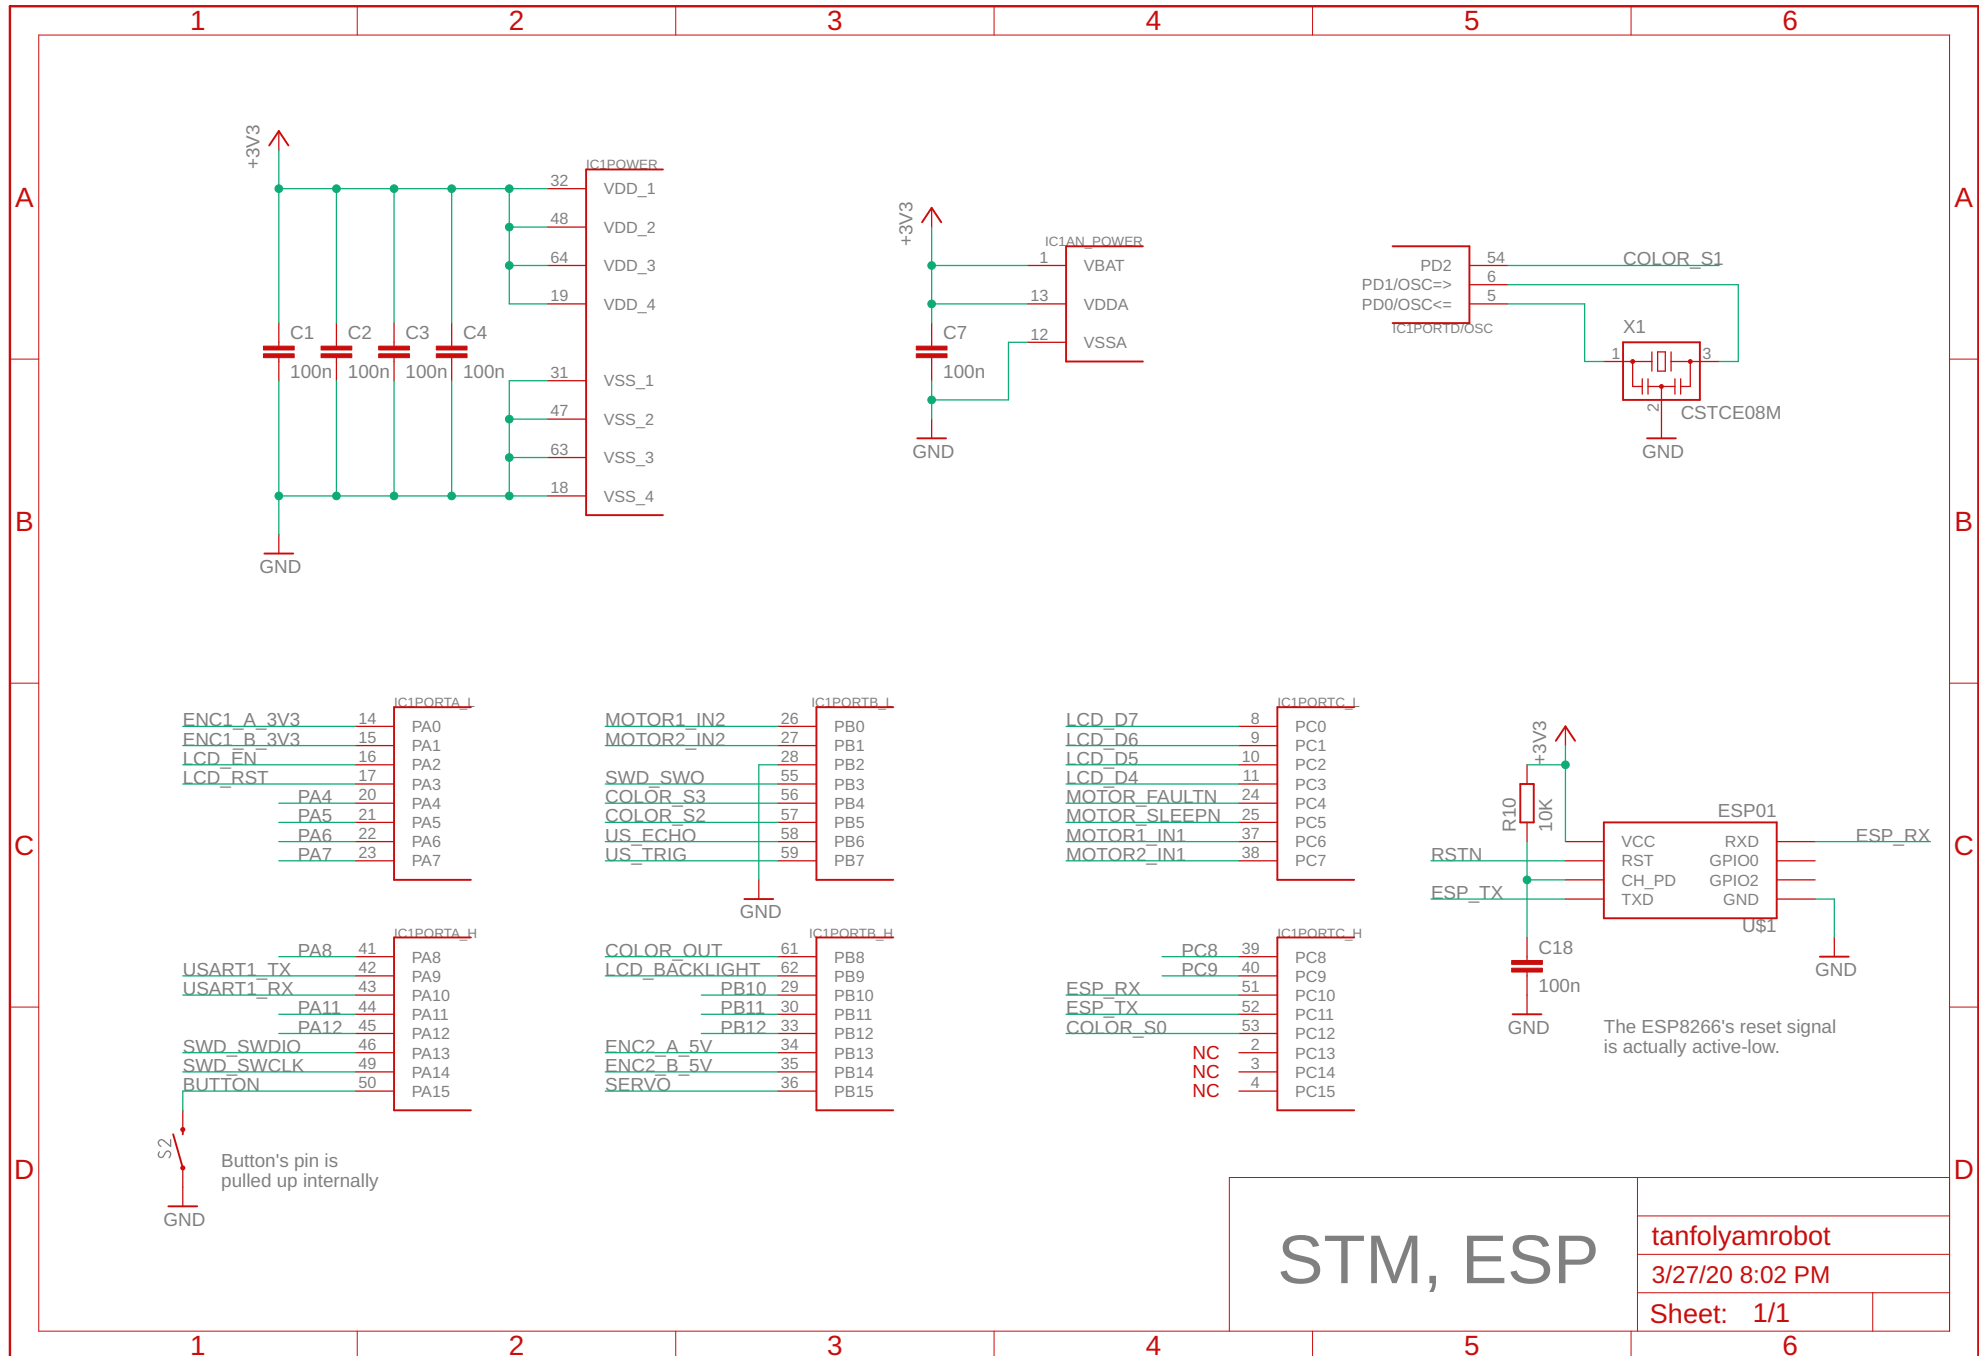 1 2 3 4 5 6
A A
B B
C C
D D
+3V3
IC1POWER
32 VDD_1
48 VDD_2
64 VDD_3
19 VDD_4
C1 C2 C3 C4
100n 100n 100n 100n
31 VSS_1
47 VSS_2
63 VSS_3
18 VSS_4
GND
+3V3
IC1AN_POWER
1 VBAT
13 VDDA
12 VSSA
C7
100n
GND
PD2 54 COLOR_S1
PD1/OSC=> 6
PD0/OSC<= 5
IC1PORTD/OSC
X1
1 3
2
CSTCE08M
GND
IC1PORTA_L
ENC1_A_3V3 14 PA0
ENC1_B_3V3 15 PA1
LCD_EN 16 PA2
LCD_RST 17 PA3
PA4 20 PA4
PA5 21 PA5
PA6 22 PA6
PA7 23 PA7
IC1PORTB_L
MOTOR1_IN2 26 PB0
MOTOR2_IN2 27 PB1
28 PB2
SWD_SWO 55 PB3
COLOR_S3 56 PB4
COLOR_S2 57 PB5
US_ECHO 58 PB6
US_TRIG 59 PB7
GND
IC1PORTC_L
LCD_D7 8 PC0
LCD_D6 9 PC1
LCD_D5 10 PC2
LCD_D4 11 PC3
MOTOR_FAULTN 24 PC4
MOTOR_SLEEPN 25 PC5
MOTOR1_IN1 37 PC6
MOTOR2_IN1 38 PC7
+3V3
R10
10K
ESP01
VCC RXD ESP_RX
RSTN RST GPIO0
CH_PD GPIO2
ESP_TX TXD GND
U$1
C18
100n
GND
GND
The ESP8266's reset signal
is actually active-low.
IC1PORTA_H
PA8 41 PA8
USART1_TX 42 PA9
USART1_RX 43 PA10
PA11 44 PA11
PA12 45 PA12
SWD_SWDIO 46 PA13
SWD_SWCLK 49 PA14
BUTTON 50 PA15
S2
Button's pin is
pulled up internally
GND
IC1PORTB_H
COLOR_OUT 61 PB8
LCD_BACKLIGHT 62 PB9
PB10 29 PB10
PB11 30 PB11
PB12 33 PB12
ENC2_A_5V 34 PB13
ENC2_B_5V 35 PB14
SERVO 36 PB15
IC1PORTC_H
PC8 39 PC8
PC9 40 PC9
ESP_RX 51 PC10
ESP_TX 52 PC11
COLOR_S0 53 PC12
NC 2 PC13
NC 3 PC14
NC 4 PC15
STM, ESP
tanfolyamrobot
3/27/20 8:02 PM
Sheet: 1/1
1 2 3 4 5 6